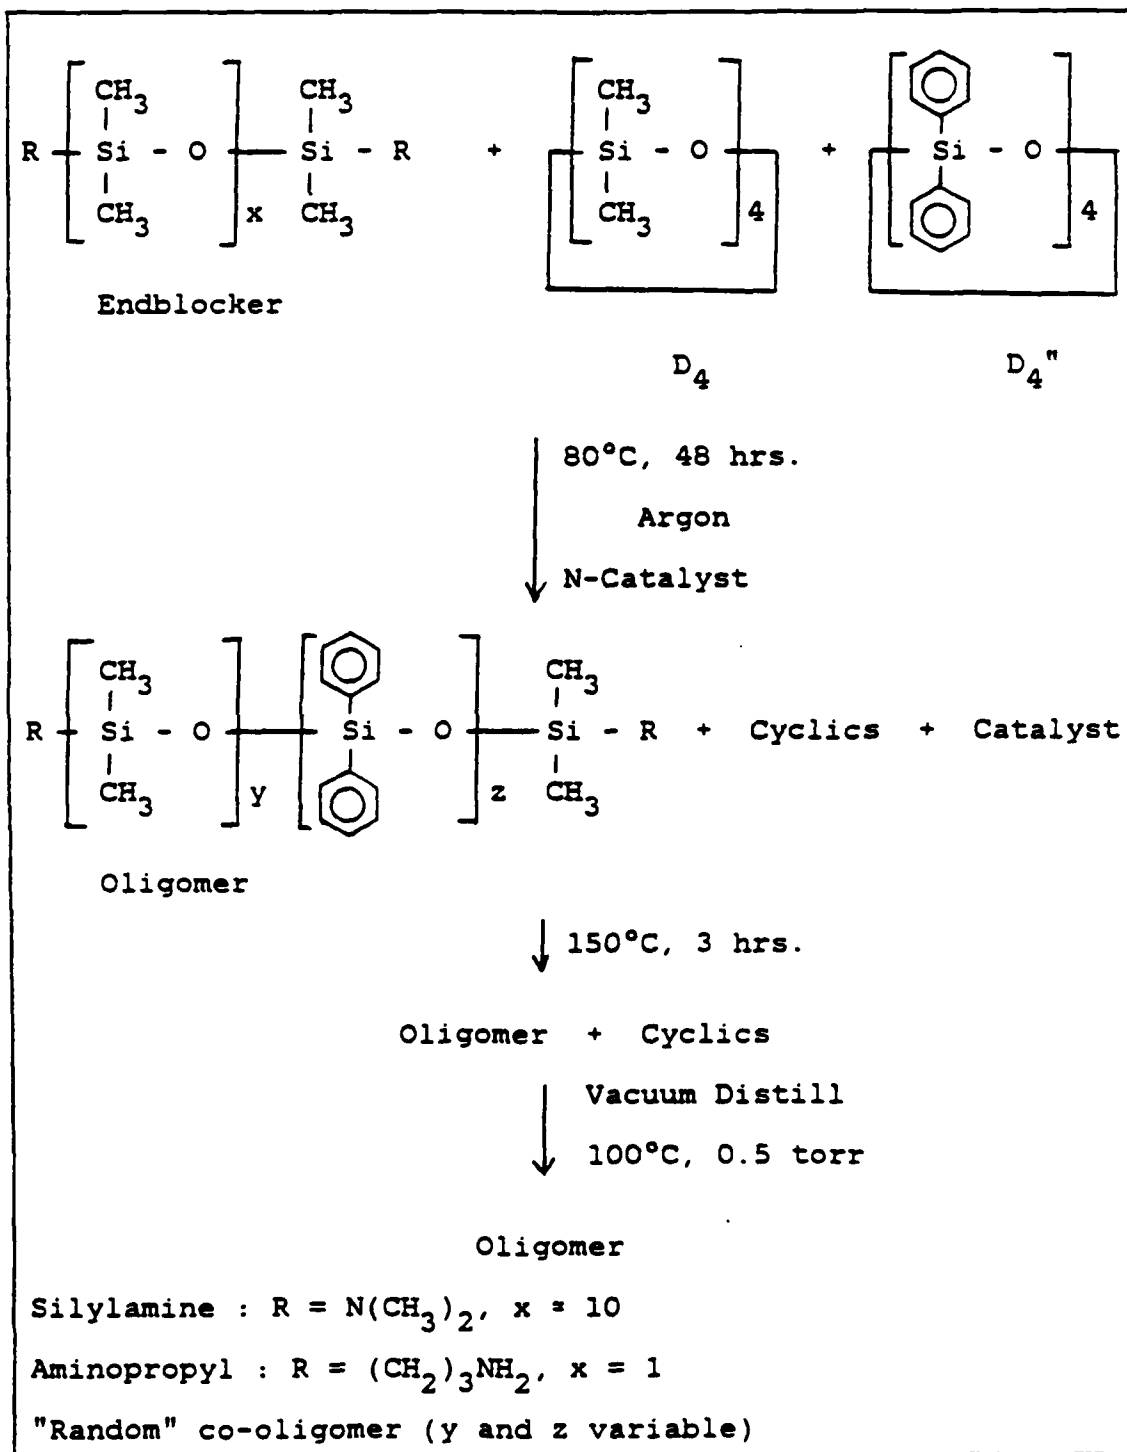 CH3 CH3 CH3
R Si - O Si - R + Si - O + Si - O
CH3 x CH3 CH3 4 4
Endblocker
D4 D4"
80°C, 48 hrs.
Argon
N-Catalyst
CH3 CH3
R Si - O Si - O Si - R + Cyclics + Catalyst
CH3 y z CH3
Oligomer
150°C, 3 hrs.
Oligomer + Cyclics
Vacuum Distill
100°C, 0.5 torr
Oligomer
Silylamine : R = N(CH3)2, x ≈ 10
Aminopropyl : R = (CH2)3NH2, x = 1
"Random" co-oligomer (y and z variable)